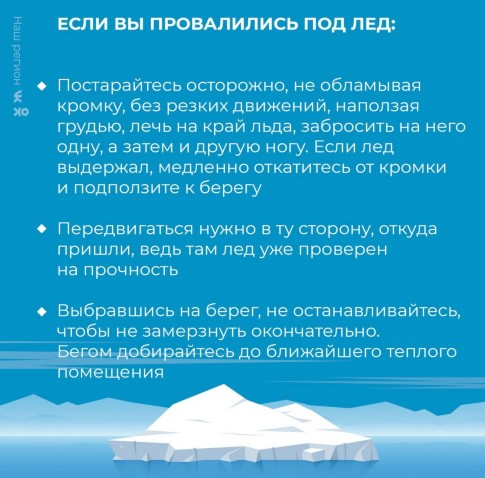 ЕСЛИ ВЫ ПРОВАЛИЛИСЬ ПОД ЛЕД:
Постарайтесь осторожно, не обламывая
кромку, без резких движений, наползая
грудью, лечь на край льда, забросить на него
одну, а затем и другую ногу. Если лед
выдержал, медленно откатитесь от кромки
и подползите к берегу
Передвигаться нужно в ту сторону, откуда
пришли, ведь там лед уже проверен
на прочность
Выбравшись на берег, не останавливайтесь,
чтобы не замерзнуть окончательно.
Бегом добирайтесь до ближайшего теплого
помещения
Наш регион